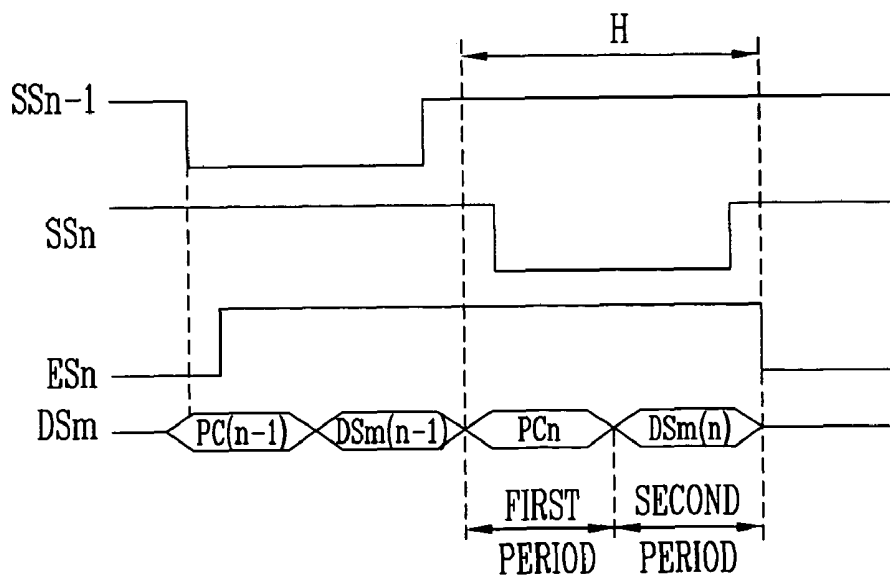 H
SSn-1
SSn
ESn
DSm
PC(n-1)
DSm(n-1)
PCn
DSm(n)
FIRST PERIOD
SECOND PERIOD